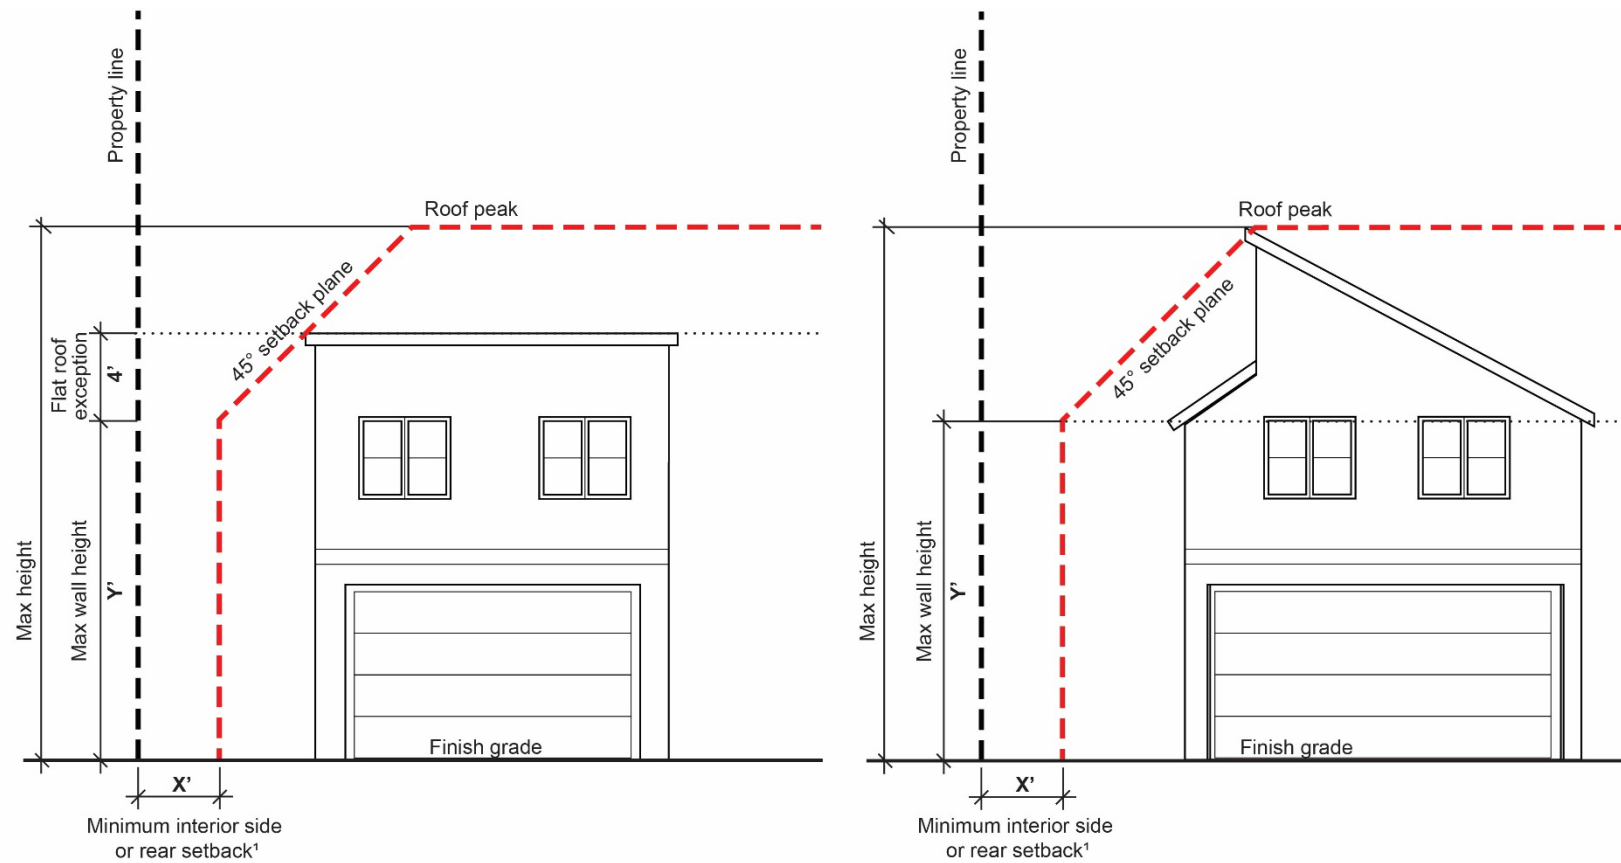 Property line
Roof peak
45° setback plane
Flat roof
exception
4'
Max height
Max wall height
Y'
Finish grade
X'
Minimum interior side
or rear setback¹
Property line
Roof peak
45° setback plane
Max height
Max wall height
Y'
Finish grade
X'
Minimum interior side
or rear setback¹